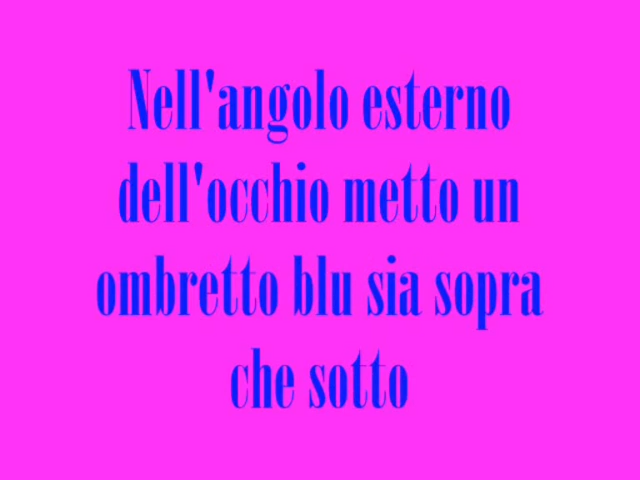 Nell'angolo esterno
dell'occhio metto un
ombretto blu sia sopra
che sotto